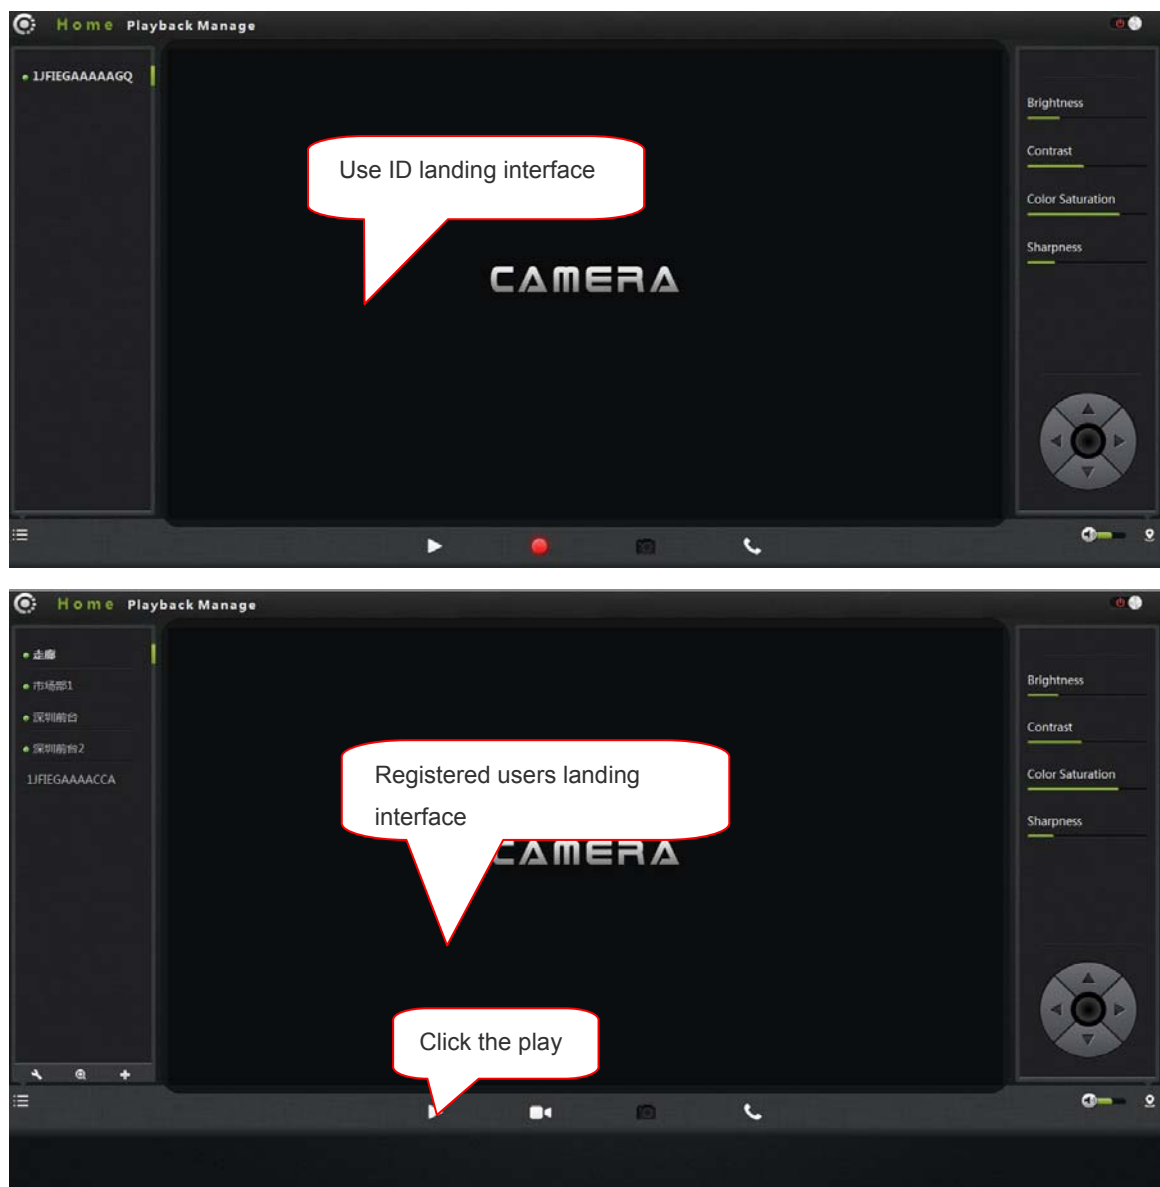 Home Playback Manage
1JFIEGAAAAAGQ
Use ID landing interface
CAMERA
Brightness
Contrast
Color Saturation
Sharpness
Home Playback Manage
走廊
市场部1
深圳前台
深圳前台2
1JFIEGAAAACCA
Registered users landing
interface
CAMERA
Click the play
Brightness
Contrast
Color Saturation
Sharpness